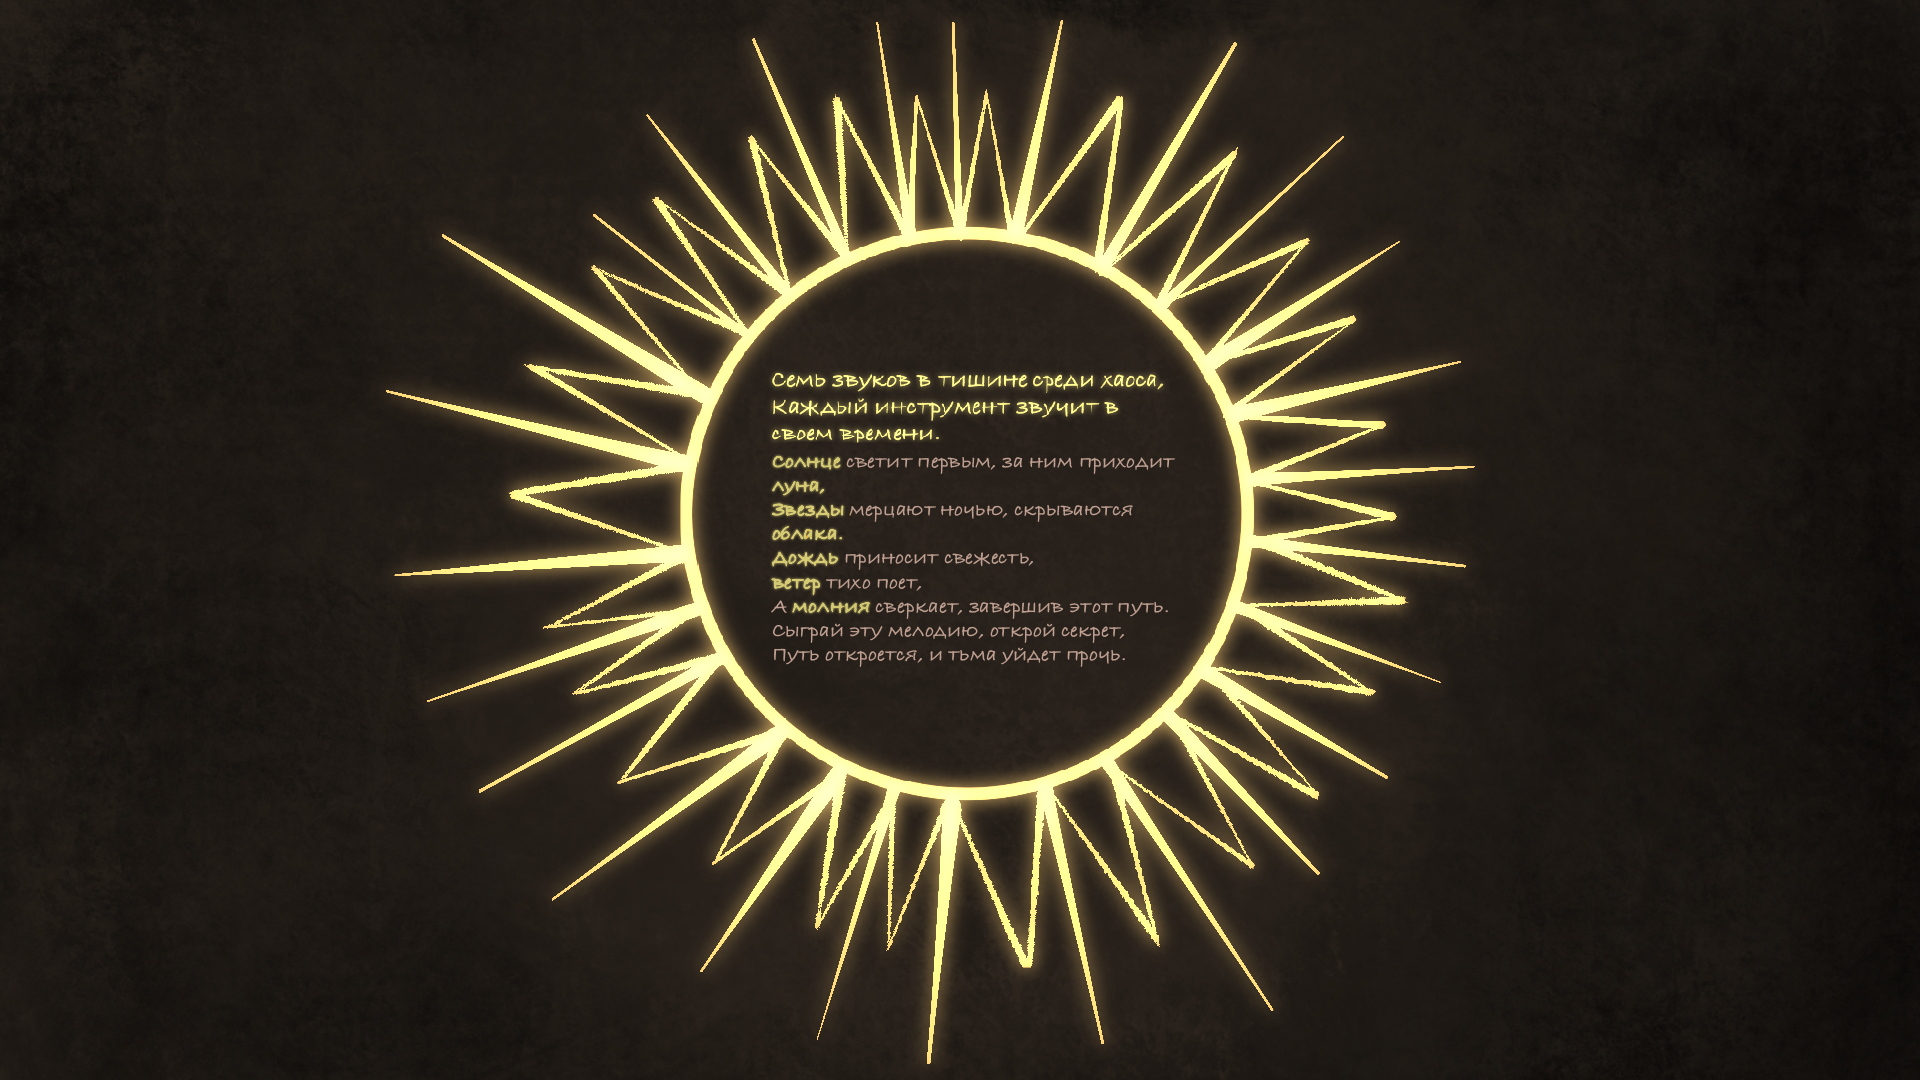 Семь звуков в тишине среди хаоса,
Каждый инструмент звучит в
своем времени.
Солнце светит первым, за ним приходит
луна,
Звезды мерцают ночью, скрываются
облака.
Дождь приносит свежесть,
ветер тихо поет,
А молния сверкает, завершив этот путь.
Сыграй эту мелодию, открой секрет,
Путь откроется, и тьма уйдет прочь.